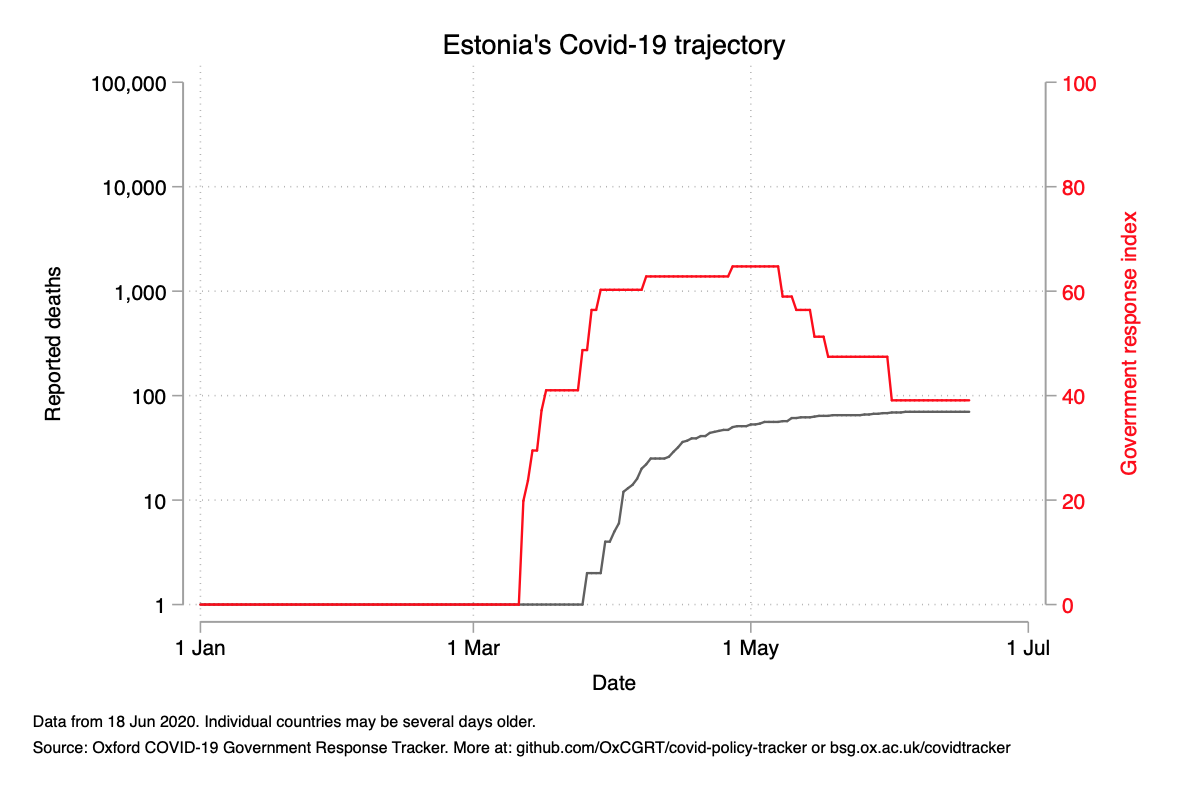 Estonia's Covid-19 trajectory
100,000
10,000
1,000
100
10
1
Reported deaths
100
80
60
40
20
0
Government response index
1 Jan
1 Mar
1 May
1 Jul
Date
Data from 18 Jun 2020. Individual countries may be several days older.
Source: Oxford COVID-19 Government Response Tracker. More at: github.com/OxCGRT/covid-policy-tracker or bsg.ox.ac.uk/covidtracker